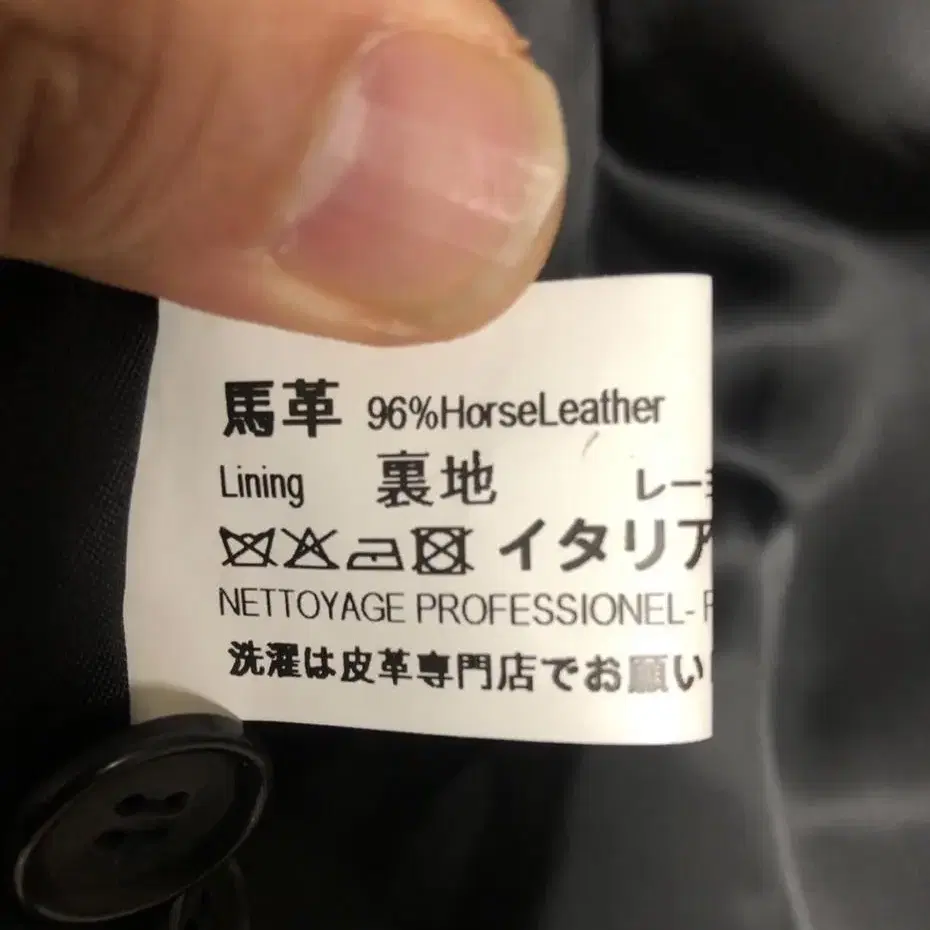 馬革 96%HorseLeather
Lining 裏地 レー
イタリア
NETTOYAGE PROFESSIONEL-
洗濯は皮革専門店でお願い